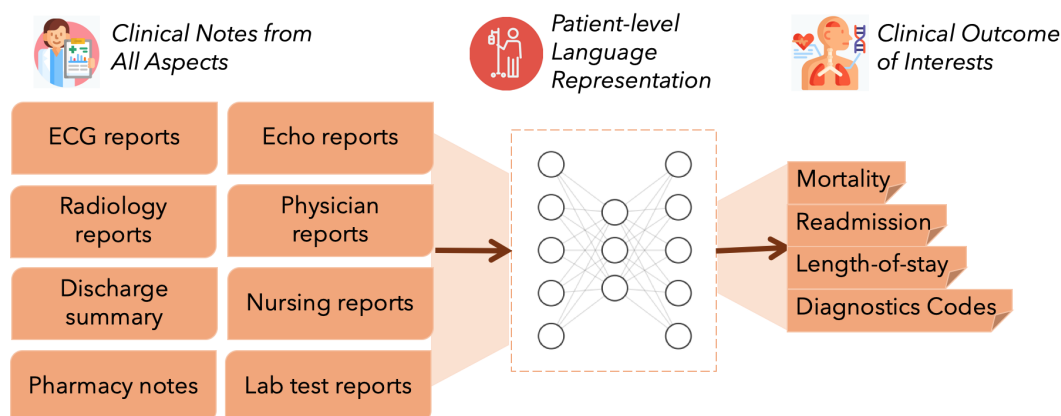 Clinical Notes from
All Aspects
Patient-level
Language
Representation
Clinical Outcome
of Interests
ECG reports
Echo reports
Radiology
reports
Physician
reports
Discharge
summary
Nursing reports
Pharmacy notes
Lab test reports
Mortality
Readmission
Length-of-stay
Diagnostics Codes